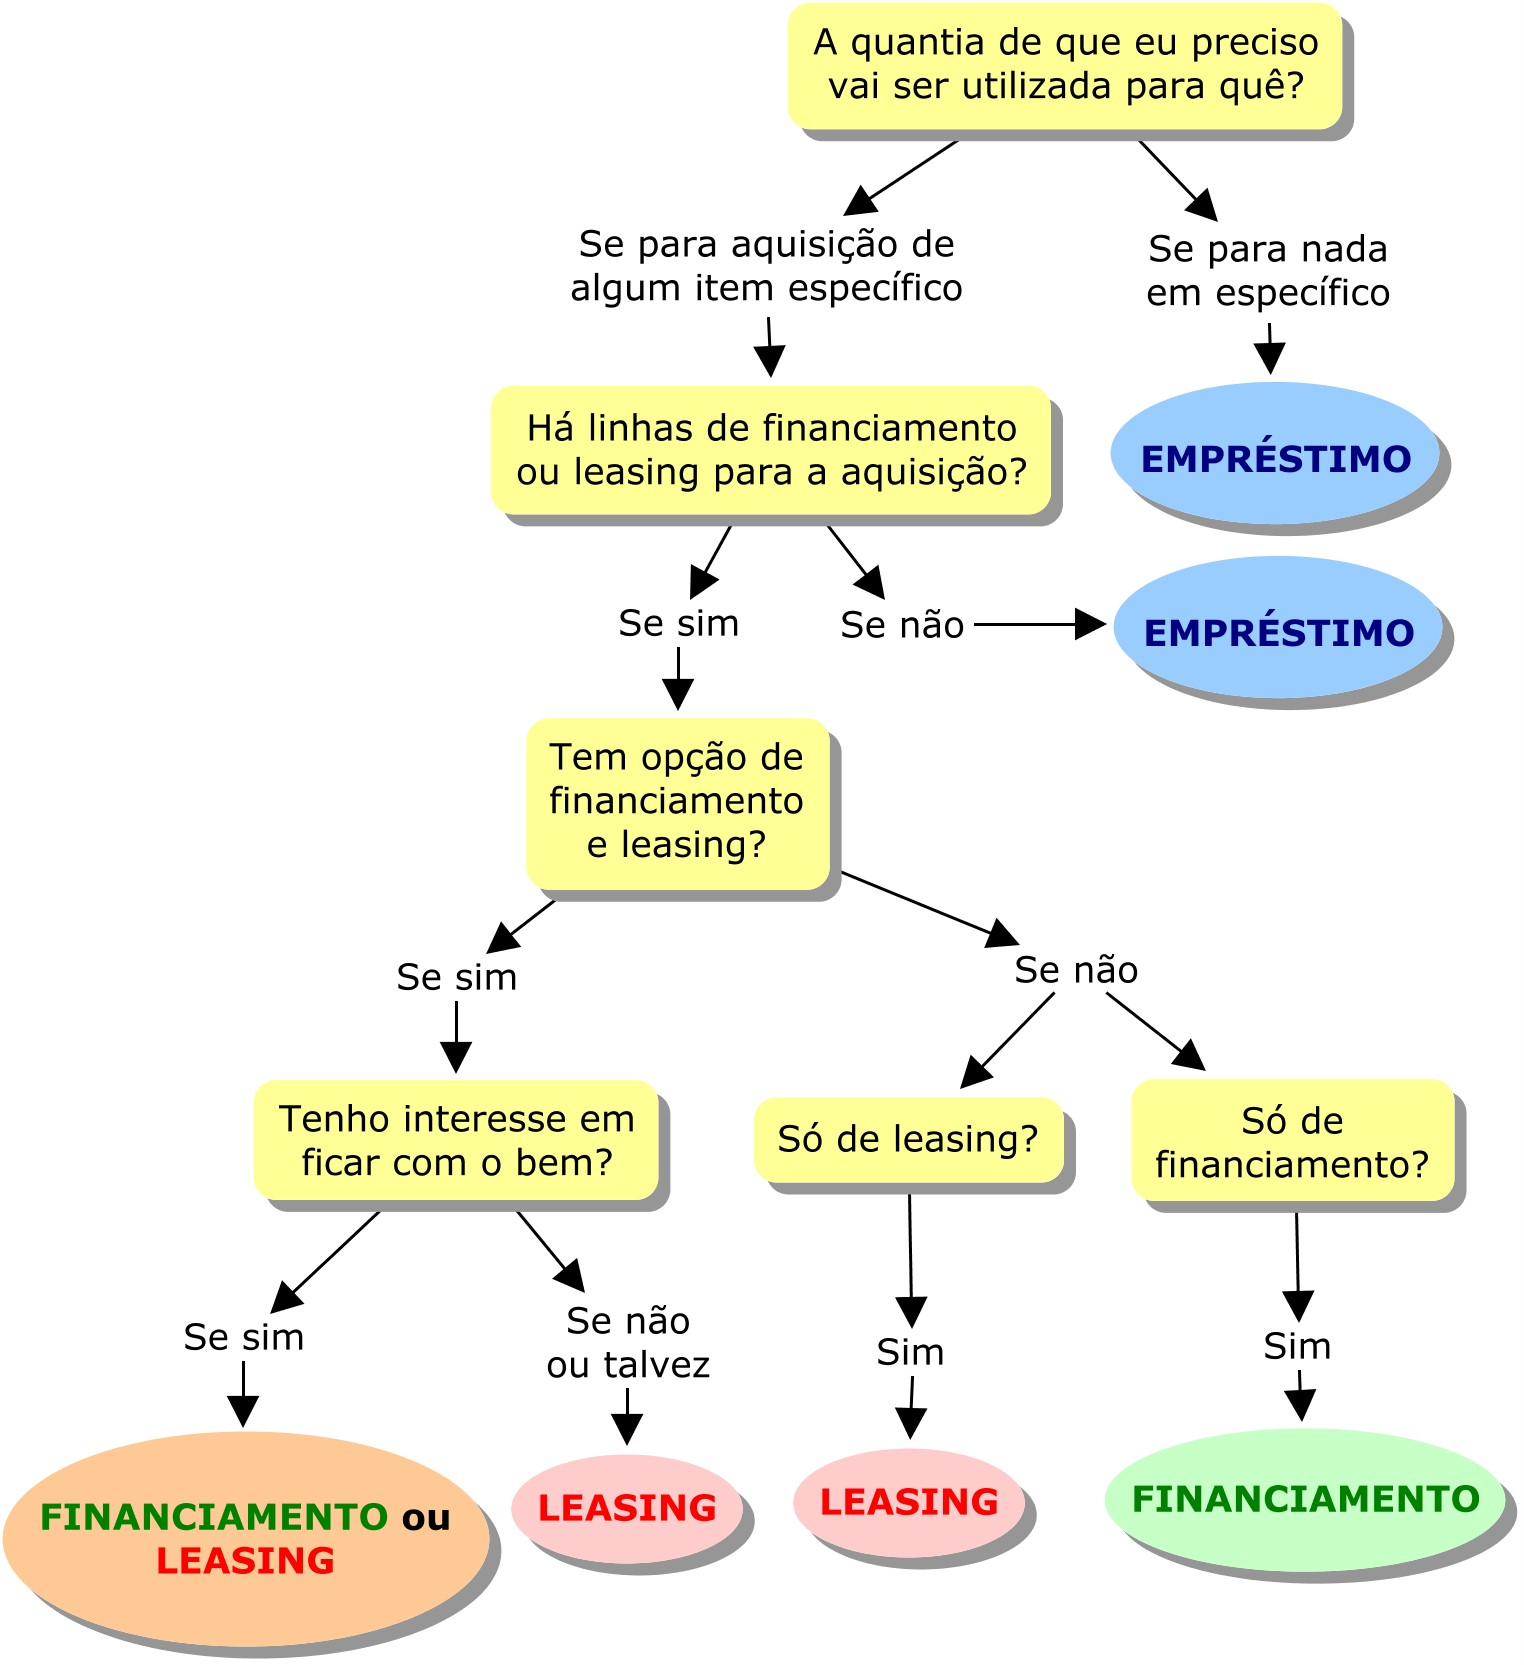 A quantia de que eu preciso
vai ser utilizada para quê?
Se para aquisição de
algum item específico
Se para nada
em específico
Há linhas de financiamento
ou leasing para a aquisição?
EMPRÉSTIMO
Se sim
Se não
EMPRÉSTIMO
Tem opção de
financiamento
e leasing?
Se sim
Se não
Tenho interesse em
ficar com o bem?
Só de leasing?
Só de
financiamento?
Se sim
Se não
ou talvez
Sim
Sim
FINANCIAMENTO ou
LEASING
LEASING
LEASING
FINANCIAMENTO